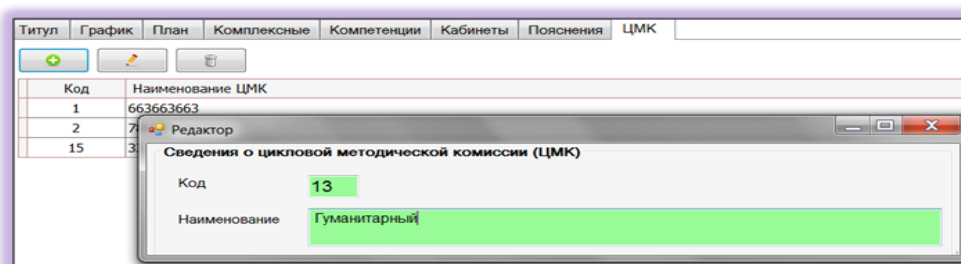 Титул График План Комплексные Компетенции Кабинеты Пояснения ЦМК
Код Наименование ЦМК
1 663663663
2
15
Редактор
Сведения о цикловой методической комиссии (ЦМК)
Код 13
Наименование Гуманитарный